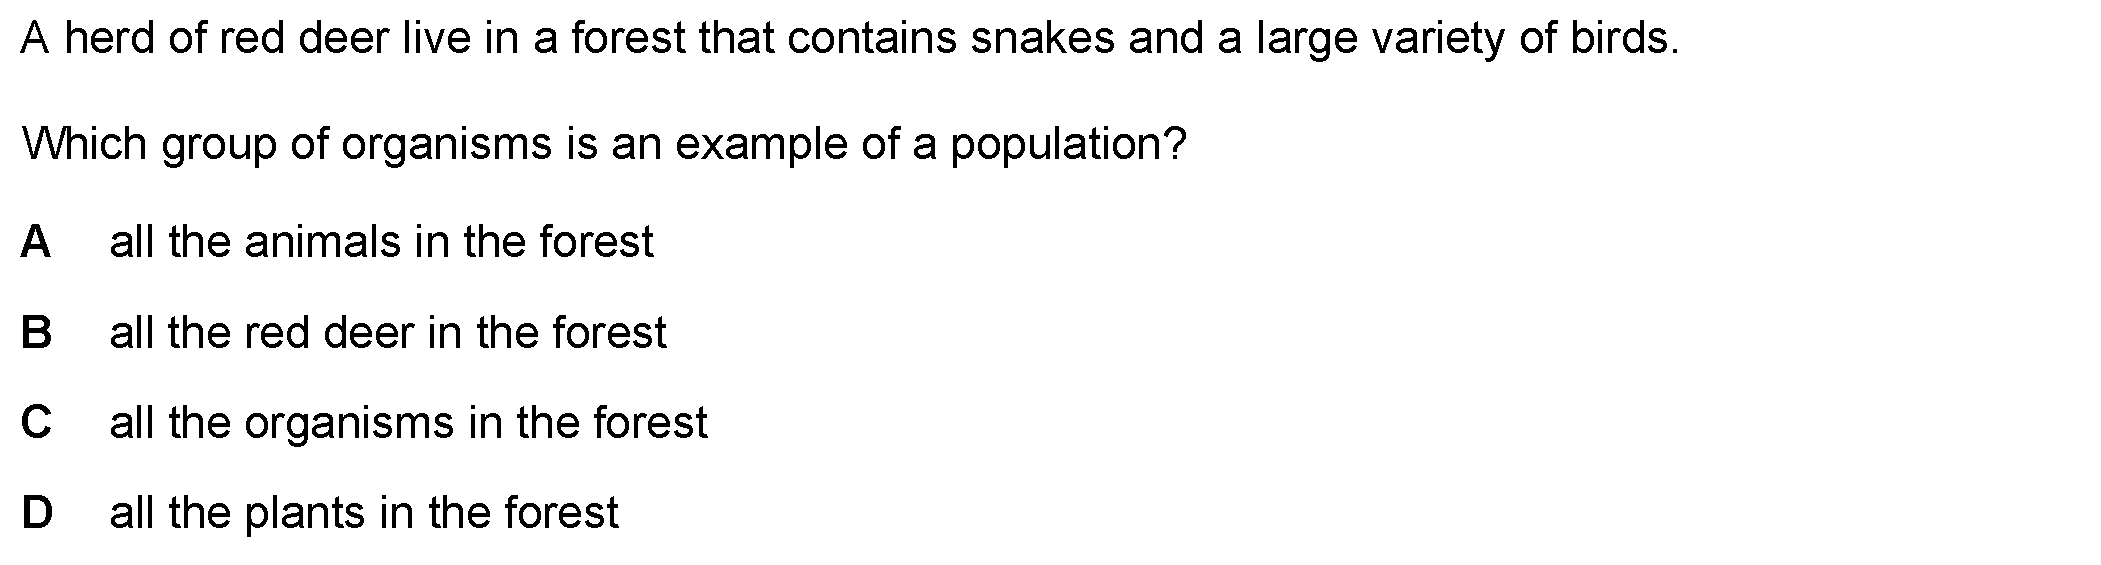 A herd of red deer live in a forest that contains snakes and a large variety of birds.
Which group of organisms is an example of a population?
A all the animals in the forest
B all the red deer in the forest
C all the organisms in the forest
D all the plants in the forest